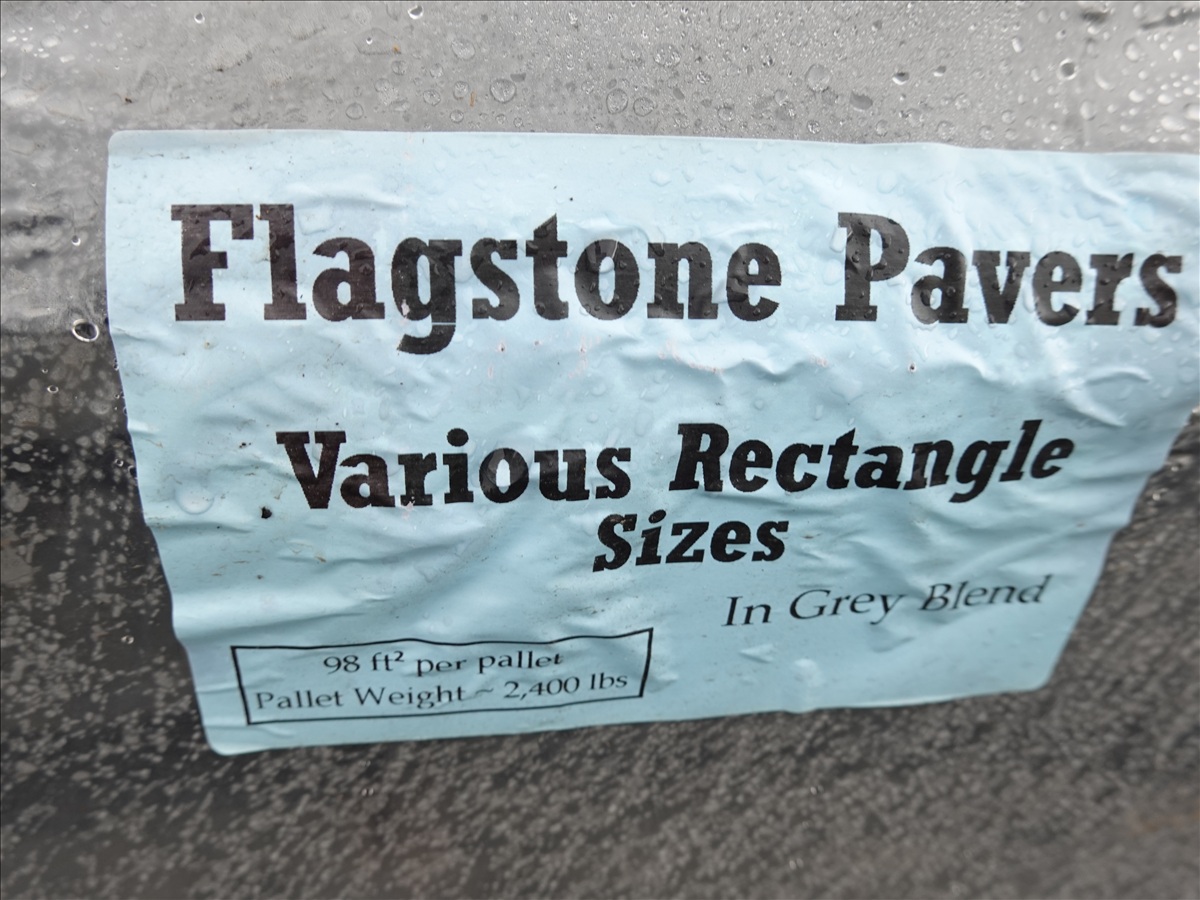 Flagstone Pavers
Various Rectangle
Sizes
In Grey Blend
98 ft² per pallet
Pallet Weight ~ 2,400 lbs